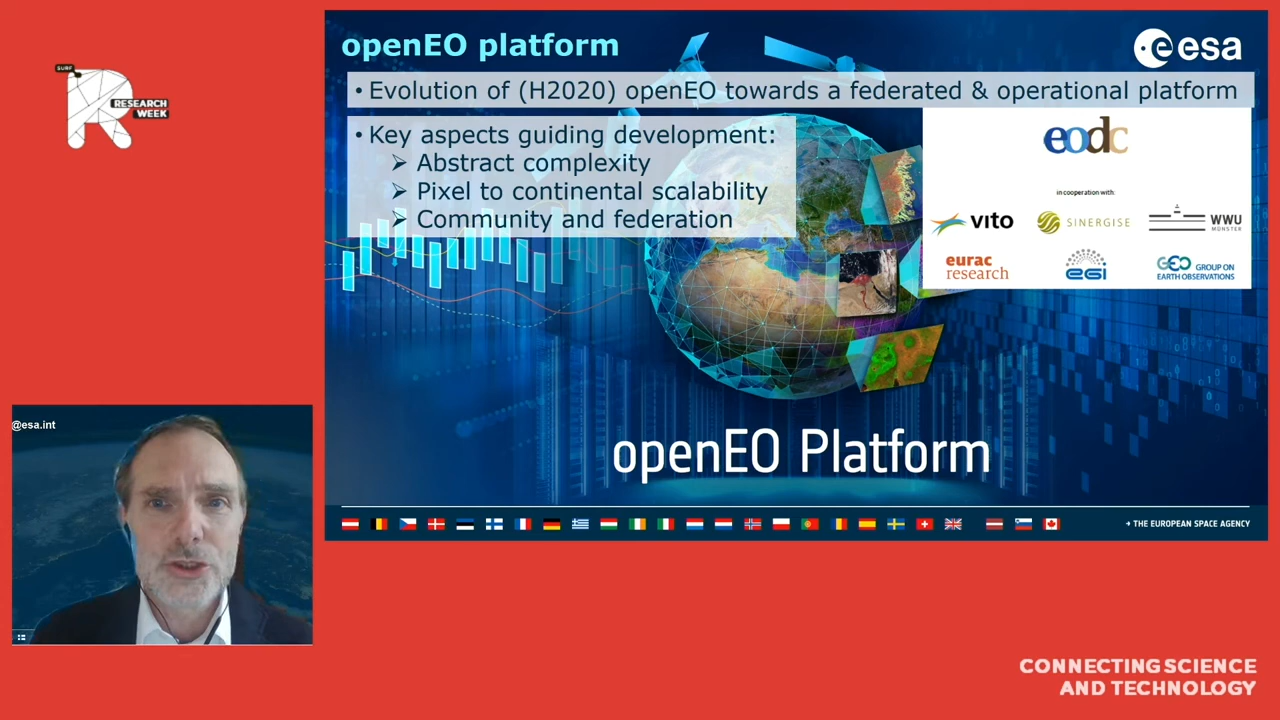 SURF
RESEARCH
WEEK
openEO platform
esa
• Evolution of (H2020) openEO towards a federated & operational platform
• Key aspects guiding development:
➢ Abstract complexity
➢ Pixel to continental scalability
➢ Community and federation
eodc
in cooperation with:
vito
SINERGISE
WWU
MÜNSTER
eurac
research
eGI
GEO GROUP ON
EARTH OBSERVATIONS
openEO Platform
→ THE EUROPEAN SPACE AGENCY
@esa.int
CONNECTING SCIENCE
AND TECHNOLOGY